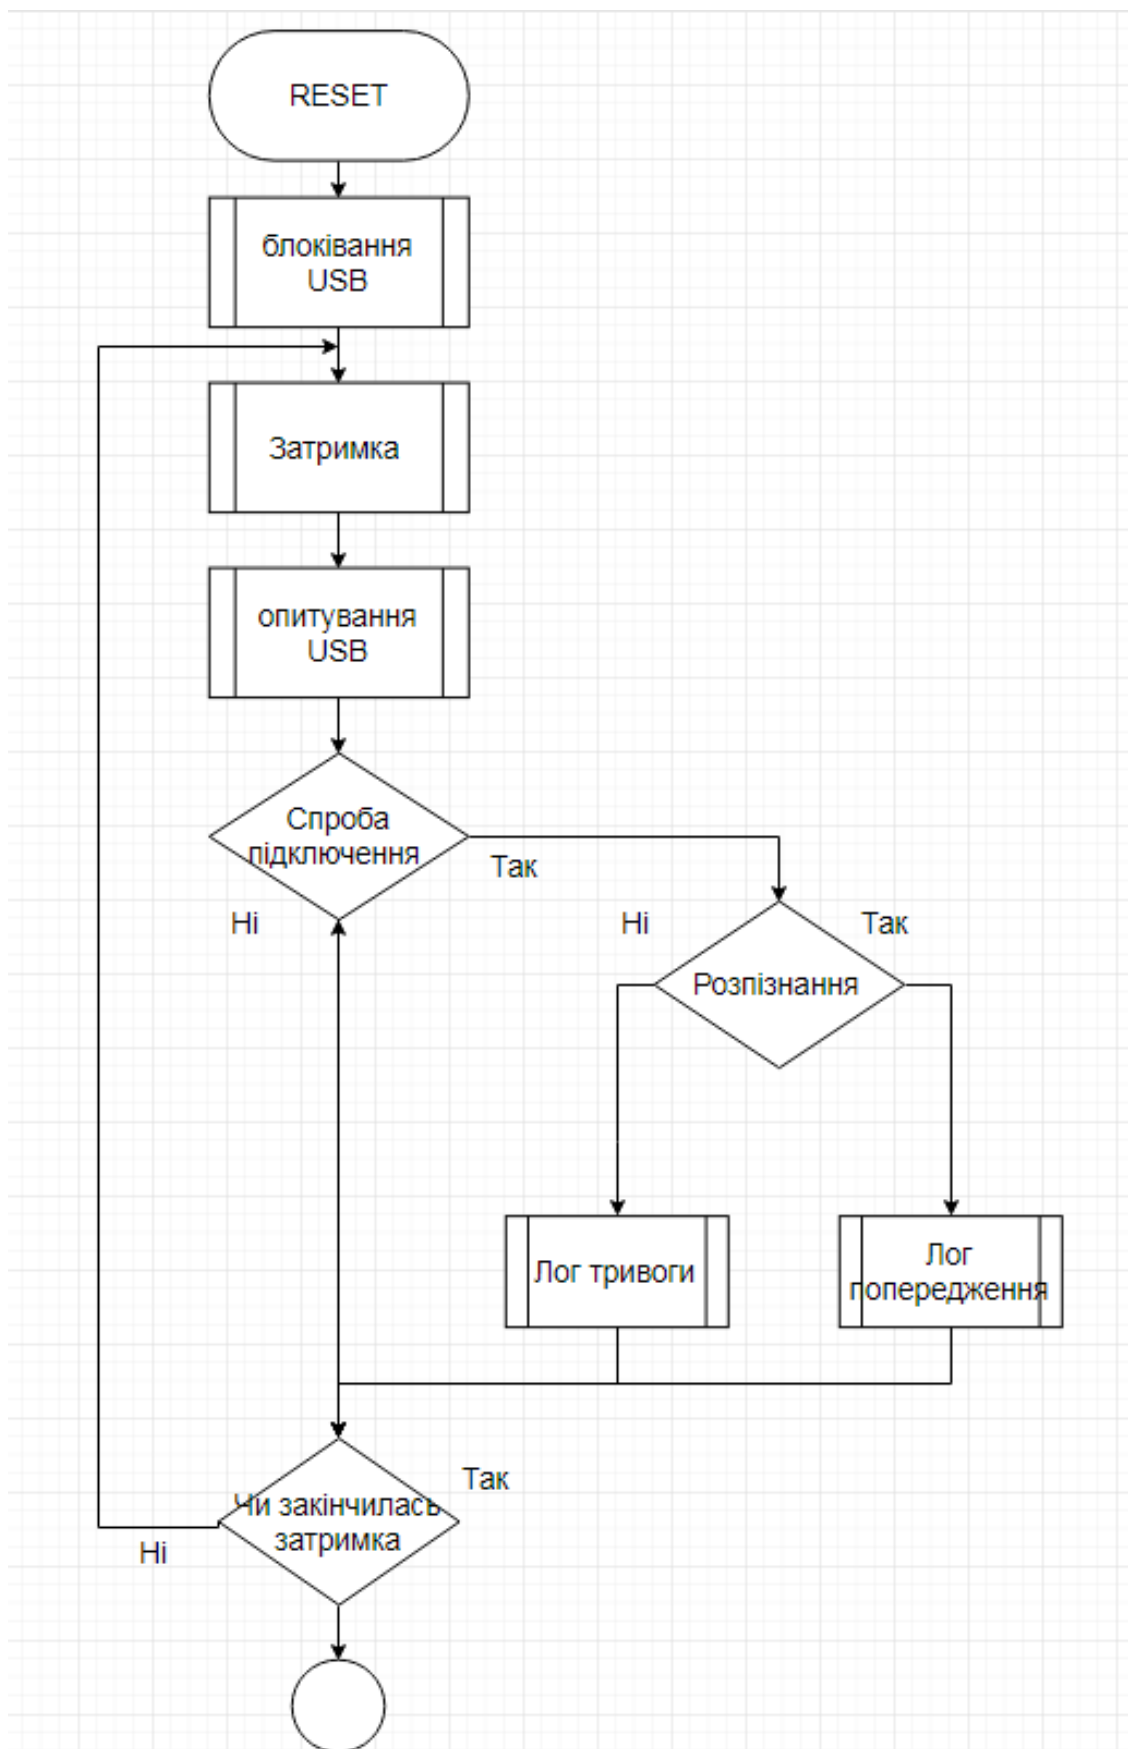 RESET
блоківання
USB
Затримка
опитування
USB
Спроба
підключення
Так
Ні
Ні
Так
Розпізнання
Лог тривоги
Лог
попередження
Так
Чи закінчилась
затримка
Ні